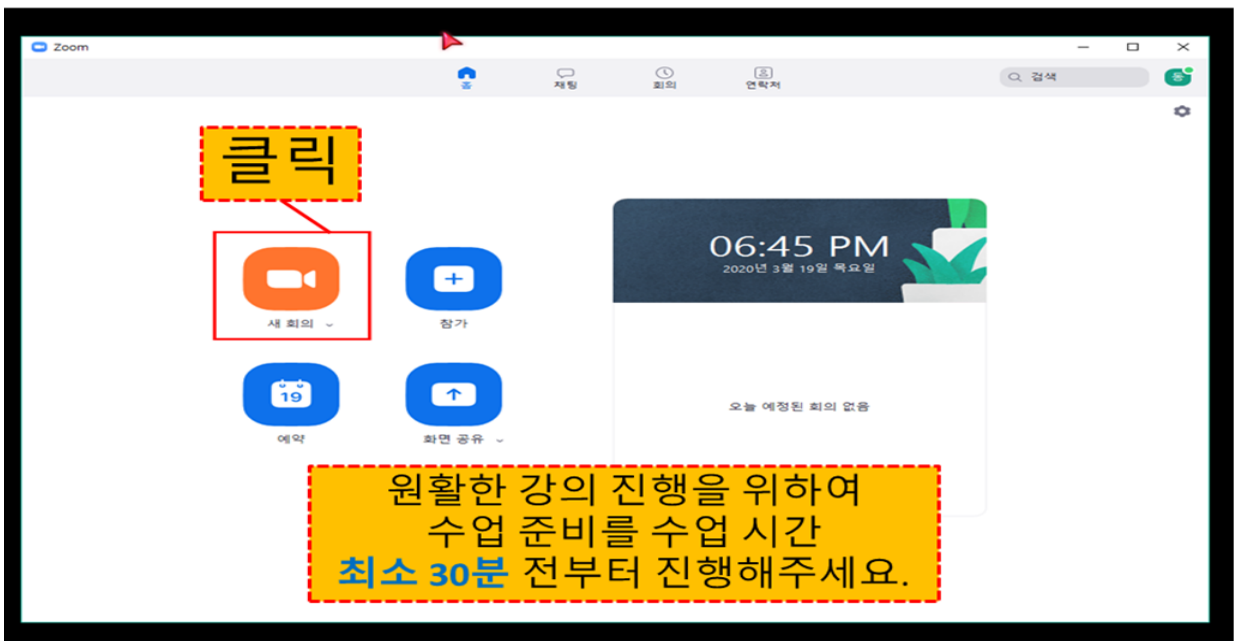 Zoom
홈
채팅
회의
연락처
검색
동
클릭
06:45 PM
2020년 3월 19일 목요일
새 회의
참가
19
예약
화면 공유
오늘 예정된 회의 없음
원활한 강의 진행을 위하여
수업 준비를 수업 시간
최소 30분 전부터 진행해주세요.